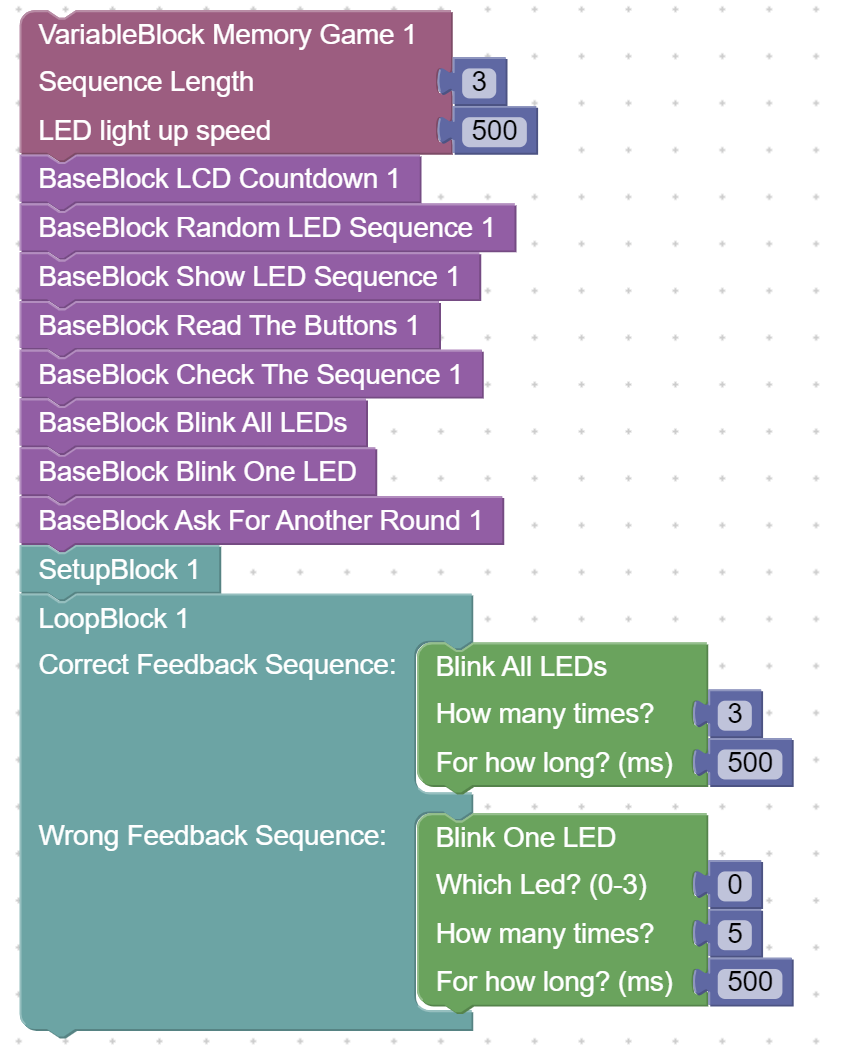 VariableBlock Memory Game 1
Sequence Length 3
LED light up speed 500
BaseBlock LCD Countdown 1
BaseBlock Random LED Sequence 1
BaseBlock Show LED Sequence 1
BaseBlock Read The Buttons 1
BaseBlock Check The Sequence 1
BaseBlock Blink All LEDs
BaseBlock Blink One LED
BaseBlock Ask For Another Round 1
SetupBlock 1
LoopBlock 1
Correct Feedback Sequence: Blink All LEDs
How many times? 3
For how long? (ms) 500
Wrong Feedback Sequence: Blink One LED
Which Led? (0-3) 0
How many times? 5
For how long? (ms) 500